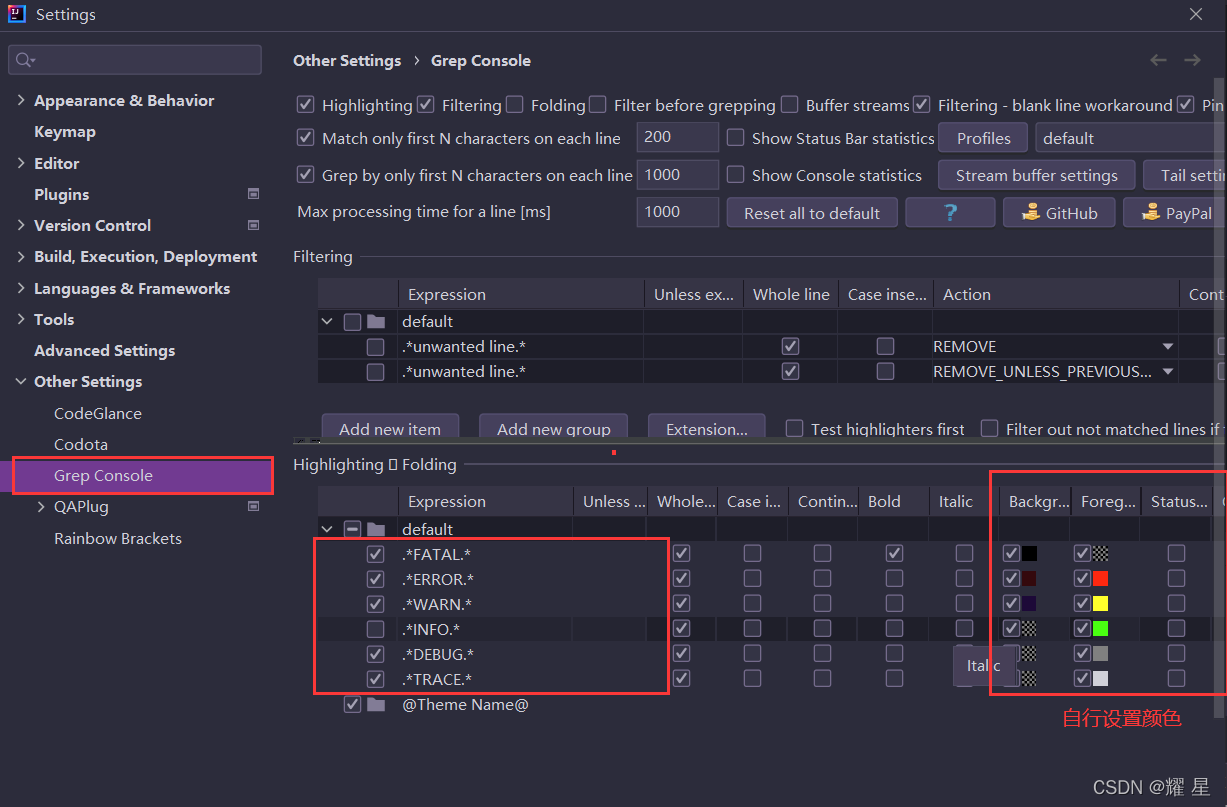 Settings
Other Settings › Grep Console
Appearance & Behavior
Keymap
Editor
Plugins
Version Control
Build, Execution, Deployment
Languages & Frameworks
Tools
Advanced Settings
Other Settings
CodeGlance
Codota
Grep Console
QAPlug
Rainbow Brackets
Highlighting Filtering Folding Filter before grepping Buffer streams Filtering - blank line workaround Pin
Match only first N characters on each line 200 Show Status Bar statistics Profiles default
Grep by only first N characters on each line 1000 Show Console statistics Stream buffer settings Tail setti
Max processing time for a line [ms] 1000 Reset all to default ? GitHub PayPal
Filtering
Expression Unless ex... Whole line Case inse... Action Cont
default
.*unwanted line.* REMOVE
.*unwanted line.* REMOVE_UNLESS_PREVIOUS...
Add new item Add new group Extension... Test highlighters first Filter out not matched lines if
Highlighting Folding
Expression Unless ... Whole... Case i... Contin... Bold Italic Backgr... Foreg... Status...
default
.*FATAL.*
.*ERROR.*
.*WARN.*
.*INFO.*
.*DEBUG.*
.*TRACE.*
Italic
@Theme Name@
自行设置颜色
CSDN @耀 星